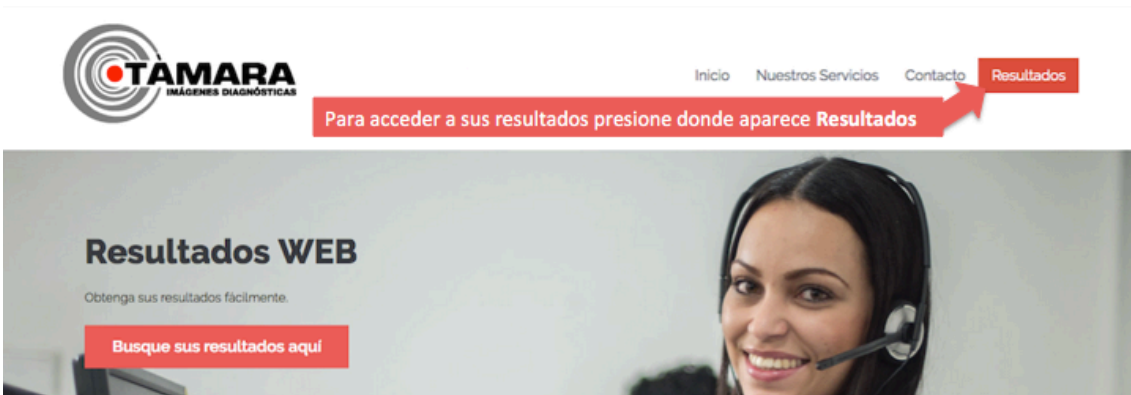 TÀMARA
IMÁGENES DIAGNÓSTICAS
Inicio Nuestros Servicios Contacto Resultados
Para acceder a sus resultados presione donde aparece Resultados
Resultados WEB
Obtenga sus resultados fácilmente.
Busque sus resultados aquí